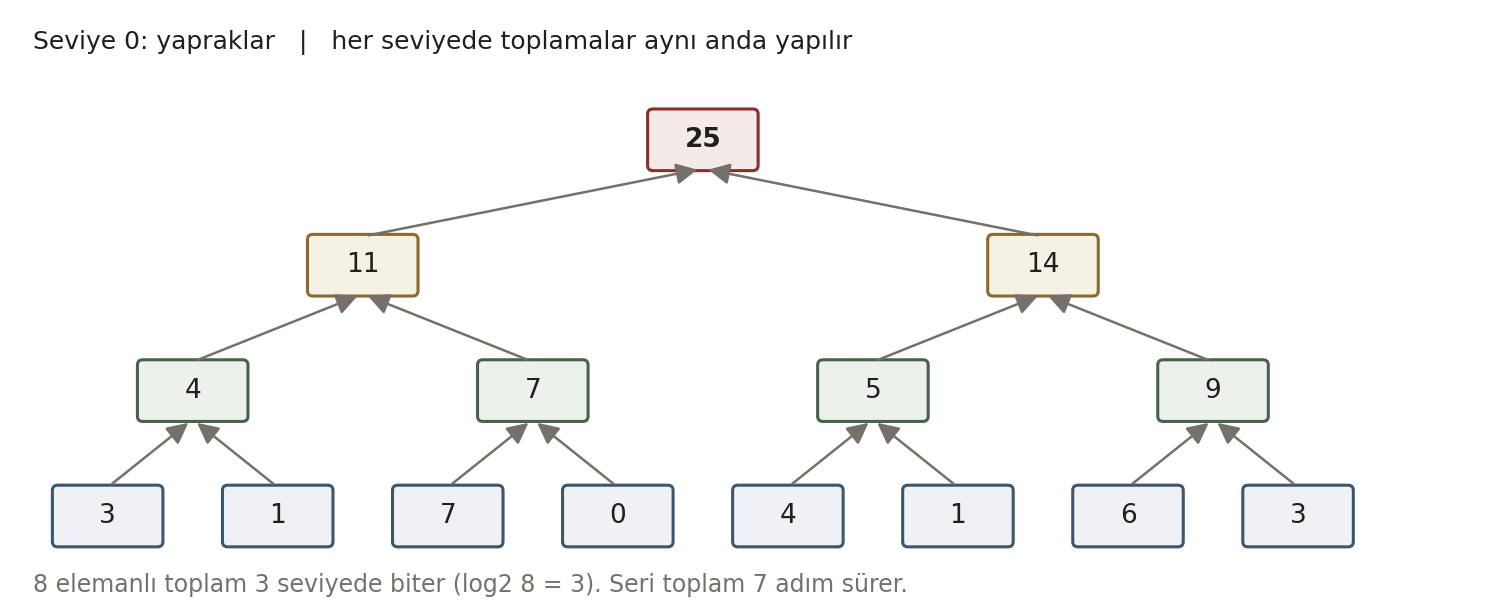 Seviye 0: yapraklar | her seviyede toplamalar aynı anda yapılır
25
11 14
4 7 5 9
3 1 7 0 4 1 6 3
8 elemanlı toplam 3 seviyede biter (log2 8 = 3). Seri toplam 7 adım sürer.